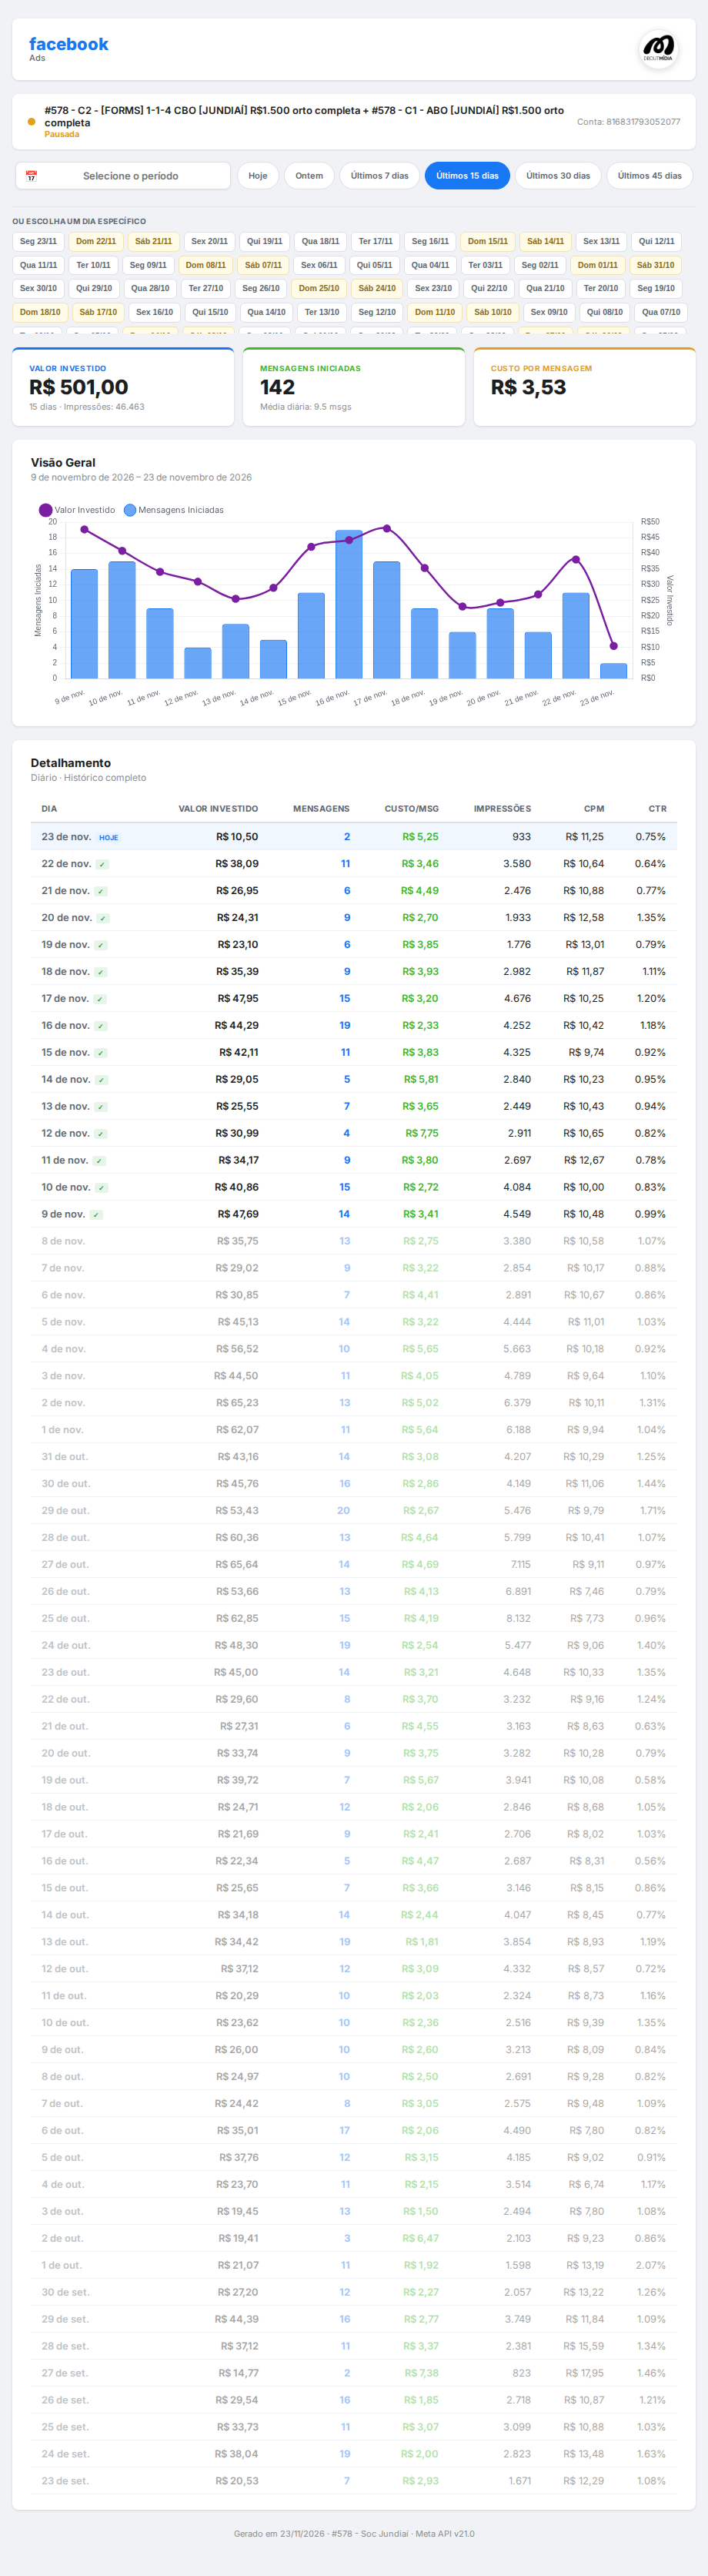 facebook
Ads
DEOLITMÍDIA
#578 - C2 - [FORMS] 1-1-4 CBO [JUNDIAÍ] R$1.500 orto completa + #578 - C1 - ABO [JUNDIAÍ] R$1.500 orto
completa
Pausada
Conta: 816831793052077
Selecione o período
Hoje
Ontem
Últimos 7 dias
Últimos 15 dias
Últimos 30 dias
Últimos 45 dias
OU ESCOLHA UM DIA ESPECÍFICO
Seg 23/11 Dom 22/11 Sáb 21/11 Sex 20/11 Qui 19/11 Qua 18/11 Ter 17/11 Seg 16/11 Dom 15/11 Sáb 14/11 Sex 13/11 Qui 12/11
Qua 11/11 Ter 10/11 Seg 09/11 Dom 08/11 Sáb 07/11 Sex 06/11 Qui 05/11 Qua 04/11 Ter 03/11 Seg 02/11 Dom 01/11 Sáb 31/10
Sex 30/10 Qui 29/10 Qua 28/10 Ter 27/10 Seg 26/10 Dom 25/10 Sáb 24/10 Sex 23/10 Qui 22/10 Qua 21/10 Ter 20/10 Seg 19/10
Dom 18/10 Sáb 17/10 Sex 16/10 Qui 15/10 Qua 14/10 Ter 13/10 Seg 12/10 Dom 11/10 Sáb 10/10 Sex 09/10 Qui 08/10 Qua 07/10
VALOR INVESTIDO
R$ 501,00
15 dias · Impressões: 46.463
MENSAGENS INICIADAS
142
Média diária: 9.5 msgs
CUSTO POR MENSAGEM
R$ 3,53
Visão Geral
9 de novembro de 2026 – 23 de novembro de 2026
Valor Investido Mensagens Iniciadas
Mensagens Iniciadas
20
18
16
14
12
10
8
6
4
2
0
R$50
R$45
R$40
R$35
R$30
R$25
R$20
R$15
R$10
R$5
R$0
Valor Investido
9 de nov. 10 de nov. 11 de nov. 12 de nov. 13 de nov. 14 de nov. 15 de nov. 16 de nov. 17 de nov. 18 de nov. 19 de nov. 20 de nov. 21 de nov. 22 de nov. 23 de nov.
Detalhamento
Diário · Histórico completo
DIA VALOR INVESTIDO MENSAGENS CUSTO/MSG IMPRESSÕES CPM CTR
23 de nov. HOJE R$ 10,50 2 R$ 5,25 933 R$ 11,25 0.75%
22 de nov. ✓ R$ 38,09 11 R$ 3,46 3.580 R$ 10,64 0.64%
21 de nov. ✓ R$ 26,95 6 R$ 4,49 2.476 R$ 10,88 0.77%
20 de nov. ✓ R$ 24,31 9 R$ 2,70 1.933 R$ 12,58 1.35%
19 de nov. ✓ R$ 23,10 6 R$ 3,85 1.776 R$ 13,01 0.79%
18 de nov. ✓ R$ 35,39 9 R$ 3,93 2.982 R$ 11,87 1.11%
17 de nov. ✓ R$ 47,95 15 R$ 3,20 4.676 R$ 10,25 1.20%
16 de nov. ✓ R$ 44,29 19 R$ 2,33 4.252 R$ 10,42 1.18%
15 de nov. ✓ R$ 42,11 11 R$ 3,83 4.325 R$ 9,74 0.92%
14 de nov. ✓ R$ 29,05 5 R$ 5,81 2.840 R$ 10,23 0.95%
13 de nov. ✓ R$ 25,55 7 R$ 3,65 2.449 R$ 10,43 0.94%
12 de nov. ✓ R$ 30,99 4 R$ 7,75 2.911 R$ 10,65 0.82%
11 de nov. ✓ R$ 34,17 9 R$ 3,80 2.697 R$ 12,67 0.78%
10 de nov. ✓ R$ 40,86 15 R$ 2,72 4.084 R$ 10,00 0.83%
9 de nov. ✓ R$ 47,69 14 R$ 3,41 4.549 R$ 10,48 0.99%
8 de nov. R$ 35,75 13 R$ 2,75 3.380 R$ 10,58 1.07%
7 de nov. R$ 29,02 9 R$ 3,22 2.854 R$ 10,17 0.88%
6 de nov. R$ 30,85 7 R$ 4,41 2.891 R$ 10,67 0.86%
5 de nov. R$ 45,13 14 R$ 3,22 4.444 R$ 11,01 1.03%
4 de nov. R$ 56,52 10 R$ 5,65 5.663 R$ 10,18 0.92%
3 de nov. R$ 44,50 11 R$ 4,05 4.789 R$ 9,64 1.10%
2 de nov. R$ 65,23 13 R$ 5,02 6.379 R$ 10,11 1.31%
1 de nov. R$ 62,07 11 R$ 5,64 6.188 R$ 9,94 1.04%
31 de out. R$ 43,16 14 R$ 3,08 4.207 R$ 10,29 1.25%
30 de out. R$ 45,76 16 R$ 2,86 4.149 R$ 11,06 1.44%
29 de out. R$ 53,43 20 R$ 2,67 5.476 R$ 9,79 1.71%
28 de out. R$ 60,36 13 R$ 4,64 5.799 R$ 10,41 1.07%
27 de out. R$ 65,64 14 R$ 4,69 7.115 R$ 9,11 0.97%
26 de out. R$ 53,66 13 R$ 4,13 6.891 R$ 7,46 0.79%
25 de out. R$ 62,85 15 R$ 4,19 8.132 R$ 7,73 0.96%
24 de out. R$ 48,30 19 R$ 2,54 5.477 R$ 9,06 1.40%
23 de out. R$ 45,00 14 R$ 3,21 4.648 R$ 10,33 1.35%
22 de out. R$ 29,60 8 R$ 3,70 3.232 R$ 9,16 1.24%
21 de out. R$ 27,31 6 R$ 4,55 3.163 R$ 8,63 0.63%
20 de out. R$ 33,74 9 R$ 3,75 3.282 R$ 10,28 0.79%
19 de out. R$ 39,72 7 R$ 5,67 3.941 R$ 10,08 0.58%
18 de out. R$ 24,71 12 R$ 2,06 2.846 R$ 8,68 1.05%
17 de out. R$ 21,69 9 R$ 2,41 2.706 R$ 8,02 1.03%
16 de out. R$ 22,34 5 R$ 4,47 2.687 R$ 8,31 0.56%
15 de out. R$ 25,65 7 R$ 3,66 3.146 R$ 8,15 0.86%
14 de out. R$ 34,18 14 R$ 2,44 4.047 R$ 8,45 0.77%
13 de out. R$ 34,42 19 R$ 1,81 3.854 R$ 8,93 1.19%
12 de out. R$ 37,12 12 R$ 3,09 4.332 R$ 8,57 0.72%
11 de out. R$ 20,29 10 R$ 2,03 2.324 R$ 8,73 1.16%
10 de out. R$ 23,62 10 R$ 2,36 2.516 R$ 9,39 1.35%
9 de out. R$ 26,00 10 R$ 2,60 3.213 R$ 8,09 0.84%
8 de out. R$ 24,97 10 R$ 2,50 2.691 R$ 9,28 0.82%
7 de out. R$ 24,42 8 R$ 3,05 2.575 R$ 9,48 1.09%
6 de out. R$ 35,01 17 R$ 2,06 4.490 R$ 7,80 0.82%
5 de out. R$ 37,76 12 R$ 3,15 4.185 R$ 9,02 0.91%
4 de out. R$ 23,70 11 R$ 2,15 3.514 R$ 6,74 1.17%
3 de out. R$ 19,45 13 R$ 1,50 2.494 R$ 7,80 1.08%
2 de out. R$ 19,41 3 R$ 6,47 2.103 R$ 9,23 0.86%
1 de out. R$ 21,07 11 R$ 1,92 1.598 R$ 13,19 2.07%
30 de set. R$ 27,20 12 R$ 2,27 2.057 R$ 13,22 1.26%
29 de set. R$ 44,39 16 R$ 2,77 3.749 R$ 11,84 1.09%
28 de set. R$ 37,12 11 R$ 3,37 2.381 R$ 15,59 1.34%
27 de set. R$ 14,77 2 R$ 7,38 823 R$ 17,95 1.46%
26 de set. R$ 29,54 16 R$ 1,85 2.718 R$ 10,87 1.21%
25 de set. R$ 33,73 11 R$ 3,07 3.099 R$ 10,88 1.03%
24 de set. R$ 38,04 19 R$ 2,00 2.823 R$ 13,48 1.63%
23 de set. R$ 20,53 7 R$ 2,93 1.671 R$ 12,29 1.08%
Gerado em 23/11/2026 · #578 - Soc Jundiaí · Meta API v21.0